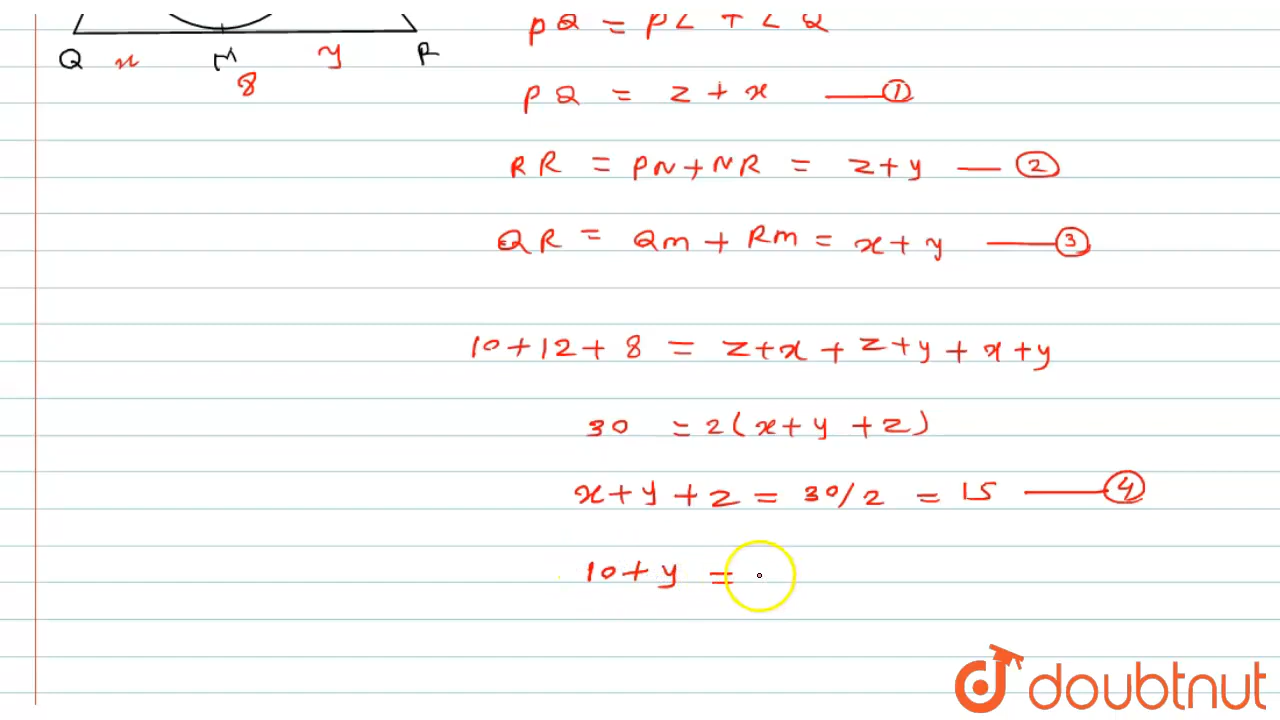 PQ = PL + LQ
Q x M y R
8
PQ = z + x —— ①
RR = PN + NR = z + y —— ②
QR = QM + RM = x + y —— ③
10 + 12 + 8 = z + x + z + y + x + y
30 = 2(x + y + z)
x + y + z = 30/2 = 15 —— ④
10 + y =
doubtnut